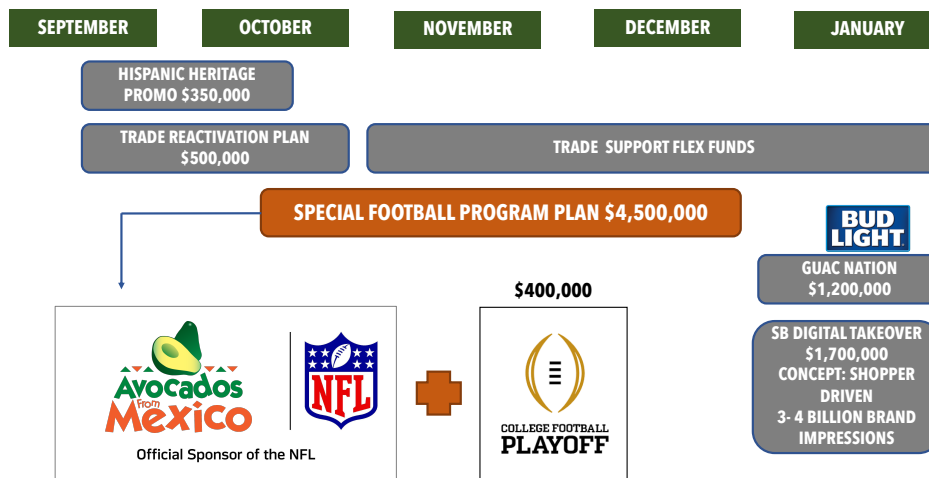 SEPTEMBER
OCTOBER
NOVEMBER
DECEMBER
JANUARY
HISPANIC HERITAGE
PROMO $350,000
TRADE REACTIVATION PLAN
$500,000
TRADE  SUPPORT FLEX FUNDS
SPECIAL FOOTBALL PROGRAM PLAN $4,500,000
BUD
LIGHT
GUAC NATION
$1,200,000
$400,000
SB DIGITAL TAKEOVER
$1,700,000
CONCEPT: SHOPPER
DRIVEN
3- 4 BILLION BRAND
IMPRESSIONS
AVOCADOS
From
MEXICO
NFL
Official Sponsor of the NFL
COLLEGE FOOTBALL
PLAYOFF